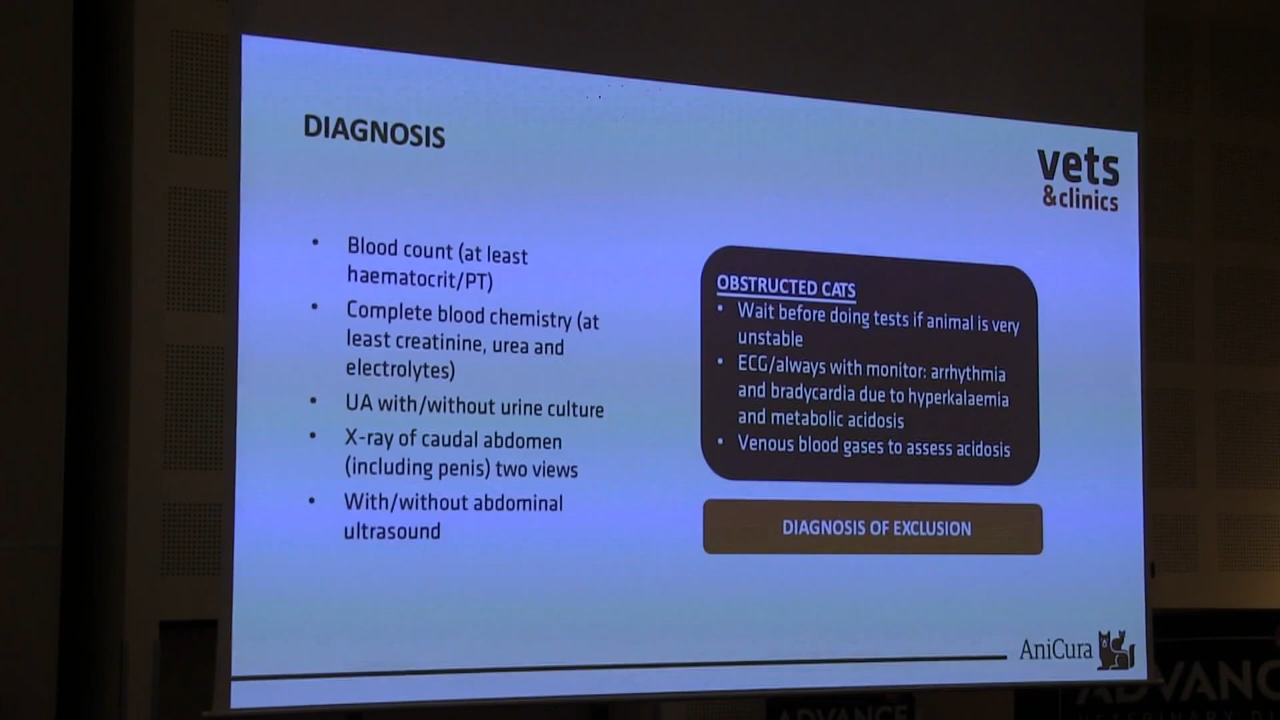 DIAGNOSIS
vets
&clinics
• Blood count (at least
haematocrit/PT)
• Complete blood chemistry (at
least creatinine, urea and
electrolytes)
• UA with/without urine culture
• X-ray of caudal abdomen
(including penis) two views
• With/without abdominal
ultrasound
OBSTRUCTED CATS
• Wait before doing tests if animal is very
unstable
• ECG/always with monitor: arrhythmia
and bradycardia due to hyperkalaemia
and metabolic acidosis
• Venous blood gases to assess acidosis
DIAGNOSIS OF EXCLUSION
AniCura
ADVANCE
ADVANC